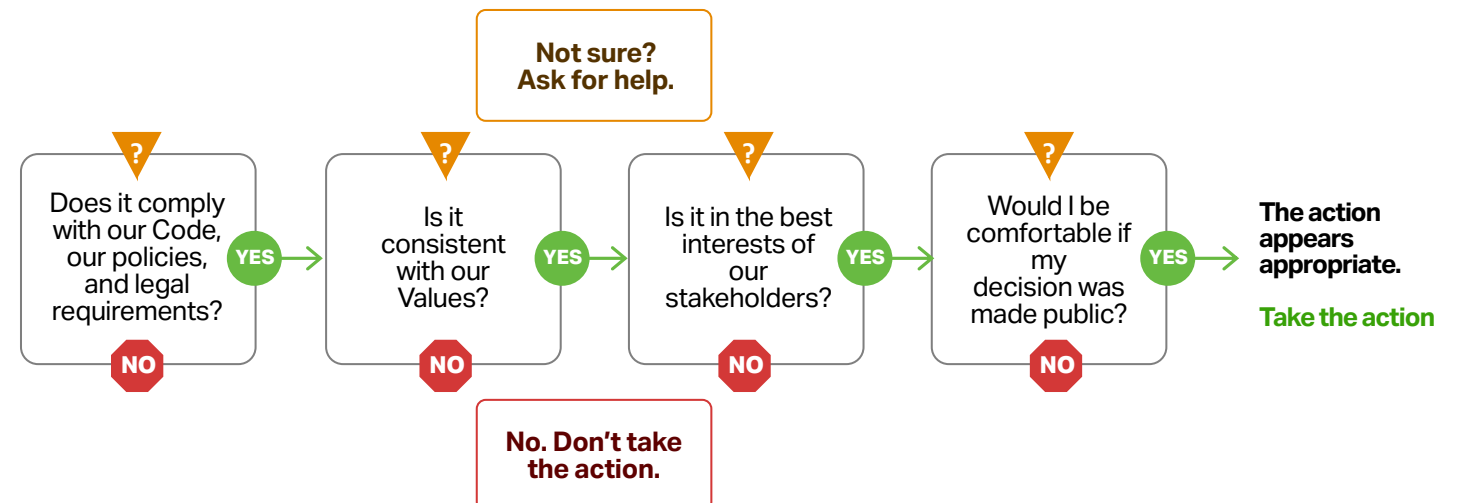 Not sure?
Ask for help.
?
?
?
?
Does it comply
with our Code,
our policies,
and legal
requirements?
YES
NO
Is it
consistent
with our
Values?
YES
NO
Is it in the best
interests of
our
stakeholders?
YES
NO
Would I be
comfortable if
my
decision was
made public?
YES
NO
The action
appears
appropriate.
Take the action
No. Don’t take
the action.